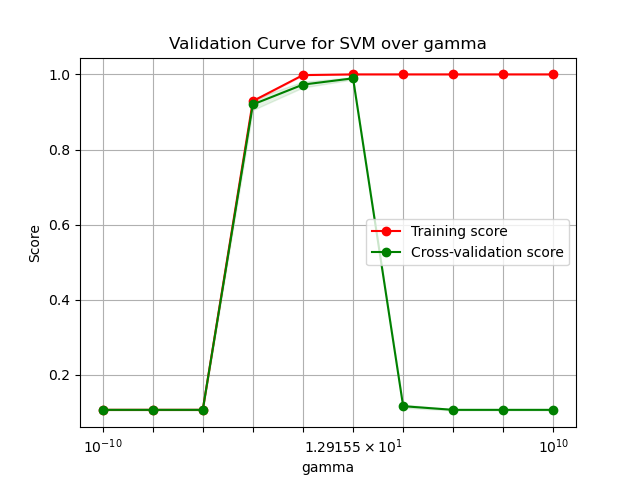 Validation Curve for SVM over gamma
1.0
0.8
0.6
0.4
0.2
Score
Training score
Cross-validation score
10⁻¹⁰
1.29155 × 10¹
10¹⁰
gamma